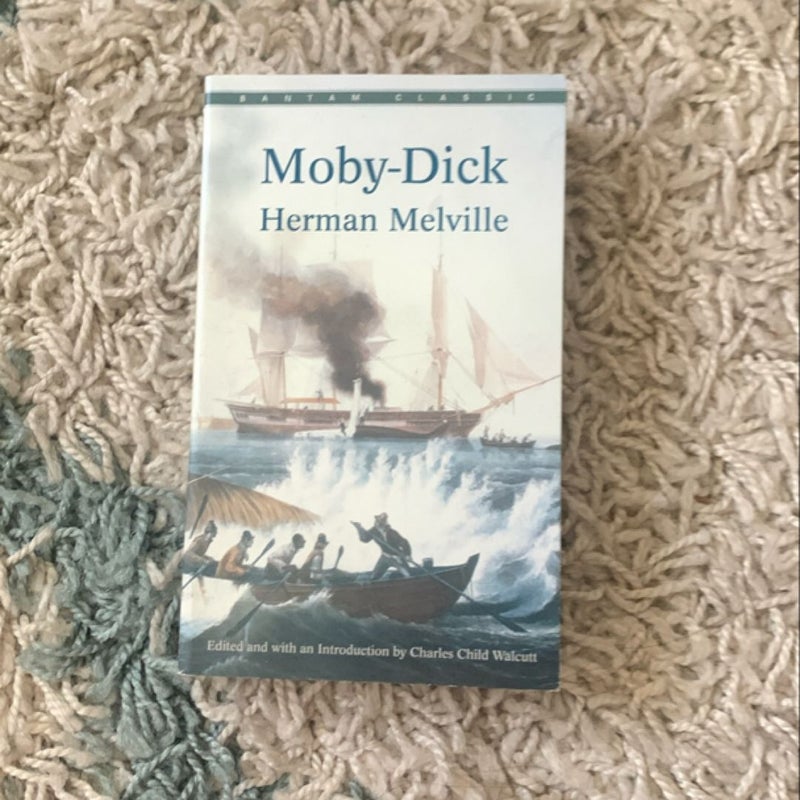 BANTAM CLASSIC
Moby-Dick
Herman Melville
Edited and with an Introduction by Charles Child Walcutt